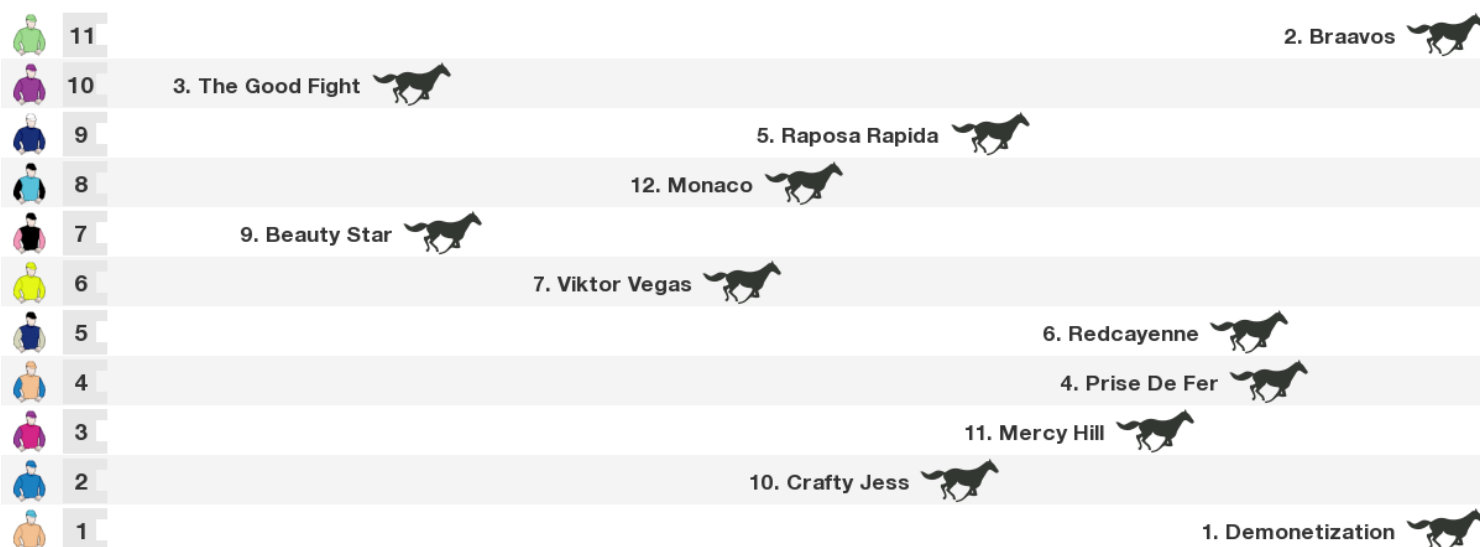 11 2. Braavos
10 3. The Good Fight
9 5. Raposa Rapida
8 12. Monaco
7 9. Beauty Star
6 7. Viktor Vegas
5 6. Redcayenne
4 4. Prise De Fer
3 11. Mercy Hill
2 10. Crafty Jess
1 1. Demonetization